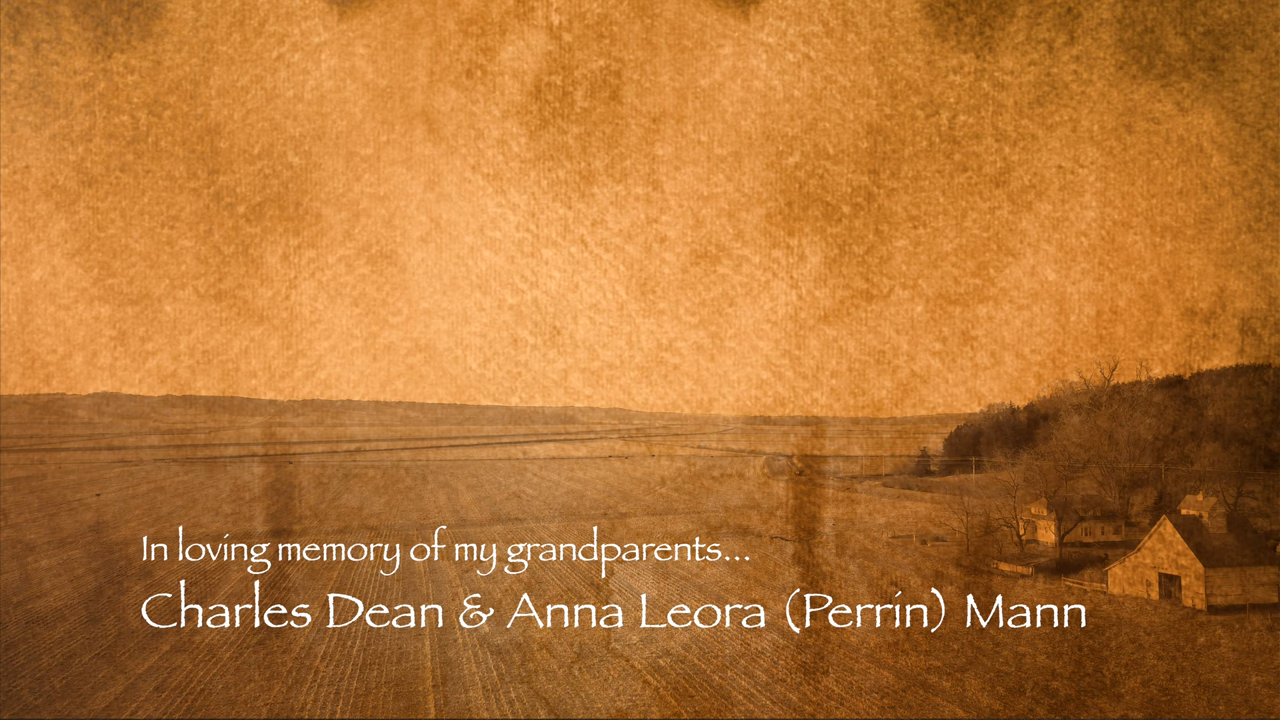 In loving memory of my grandparents...
Charles Dean & Anna Leora (Perrin) Mann